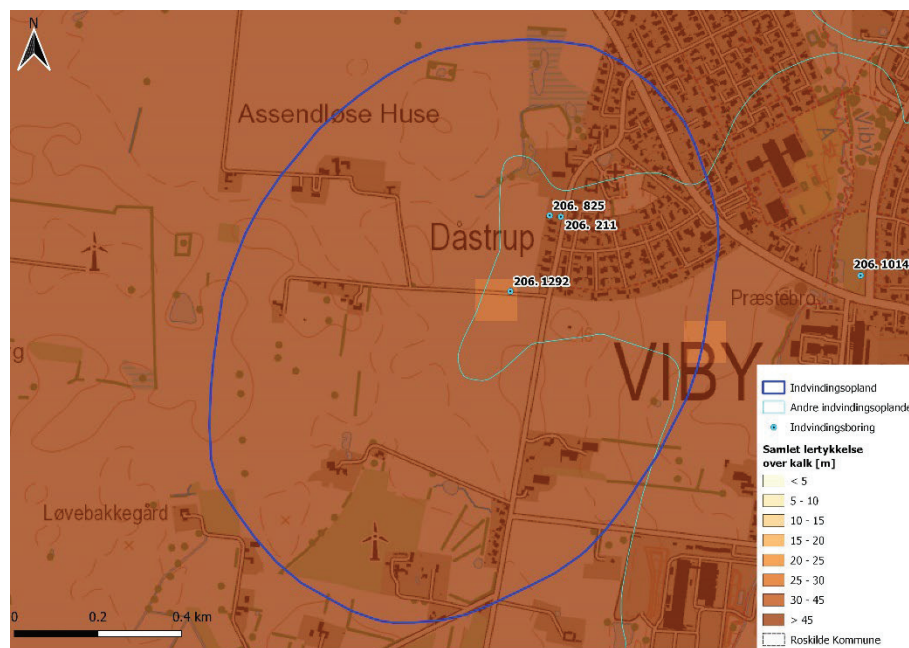 N
Assendløse Huse
Viby
Å
206. 825
206. 211
Dåstrup
206. 1014
206. 1292
Præstebro
VIBY
g
Løvebakkegård
0 0.2 0.4 km
Indvindingsopland
Andre indvindingsoplande
Indvindingsboring
Samlet lertykkelse
over kalk [m]
< 5
5 - 10
10 - 15
15 - 20
20 - 25
25 - 30
30 - 45
> 45
Roskilde Kommune